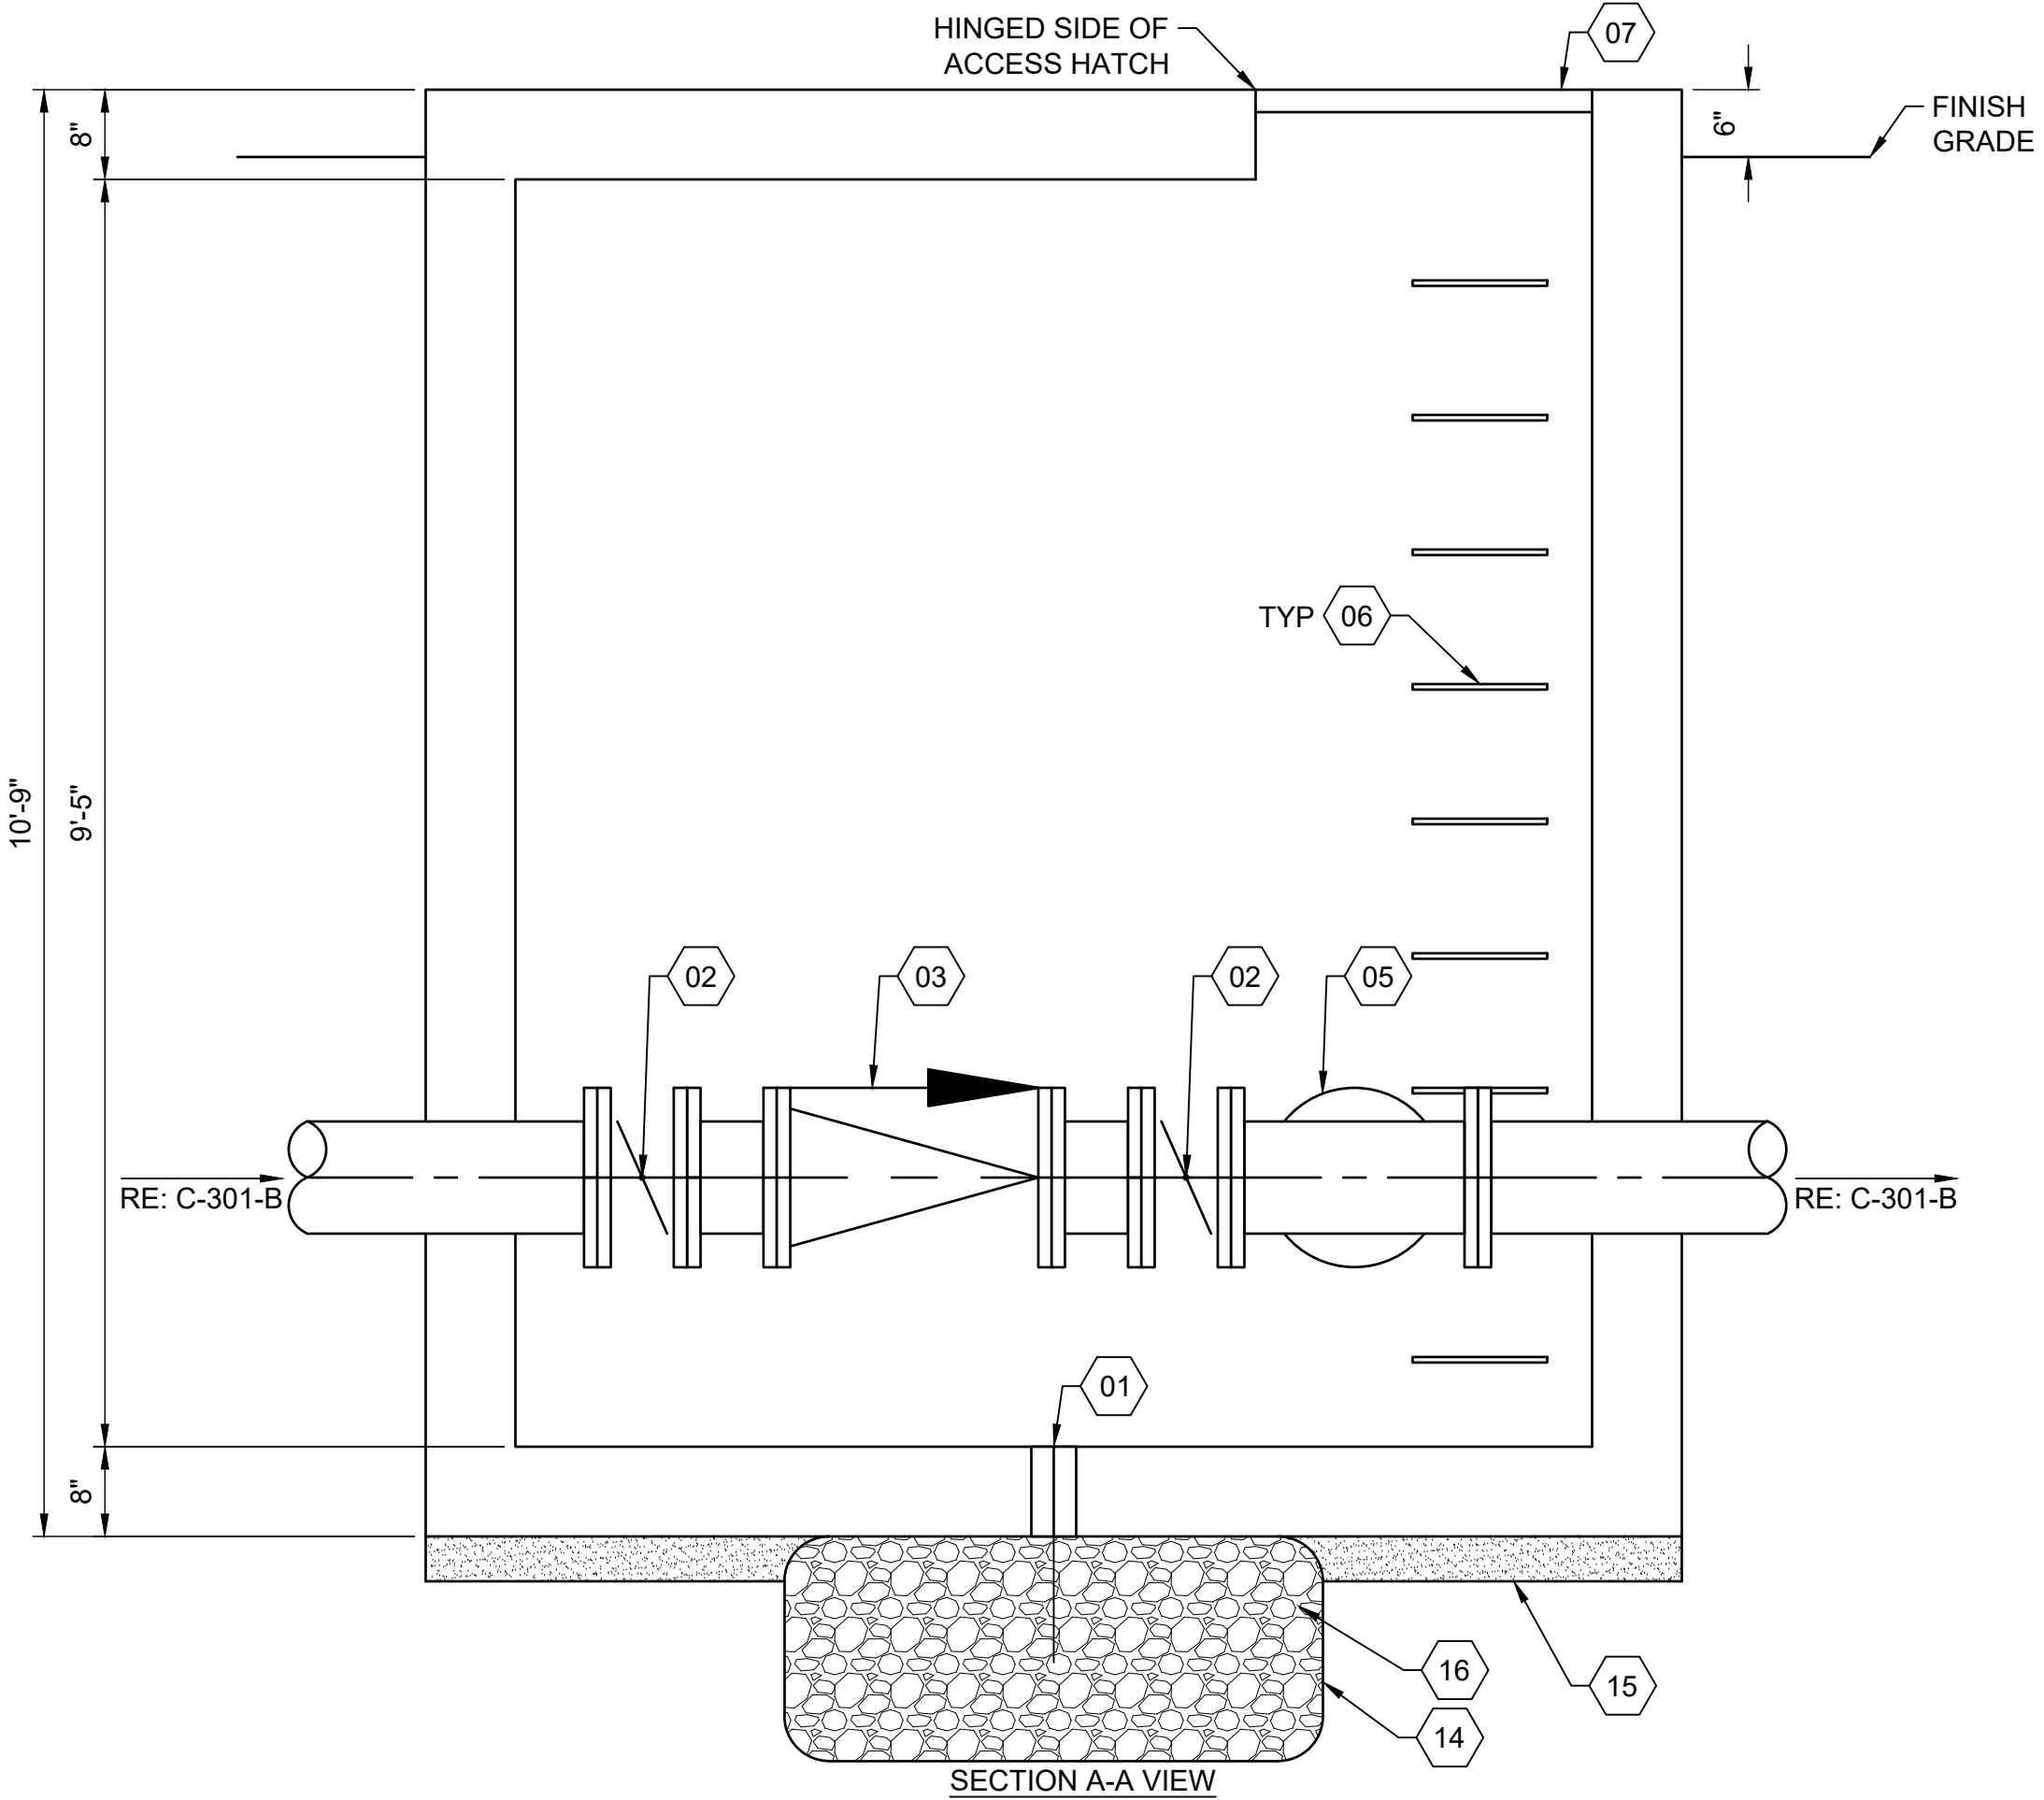 HINGED SIDE OF
ACCESS HATCH
07
8"
6"
FINISH
GRADE
TYP 06
10'-9"
9'-5"
02
03
02
05
RE: C-301-B
RE: C-301-B
01
8"
16
15
14
SECTION A-A VIEW